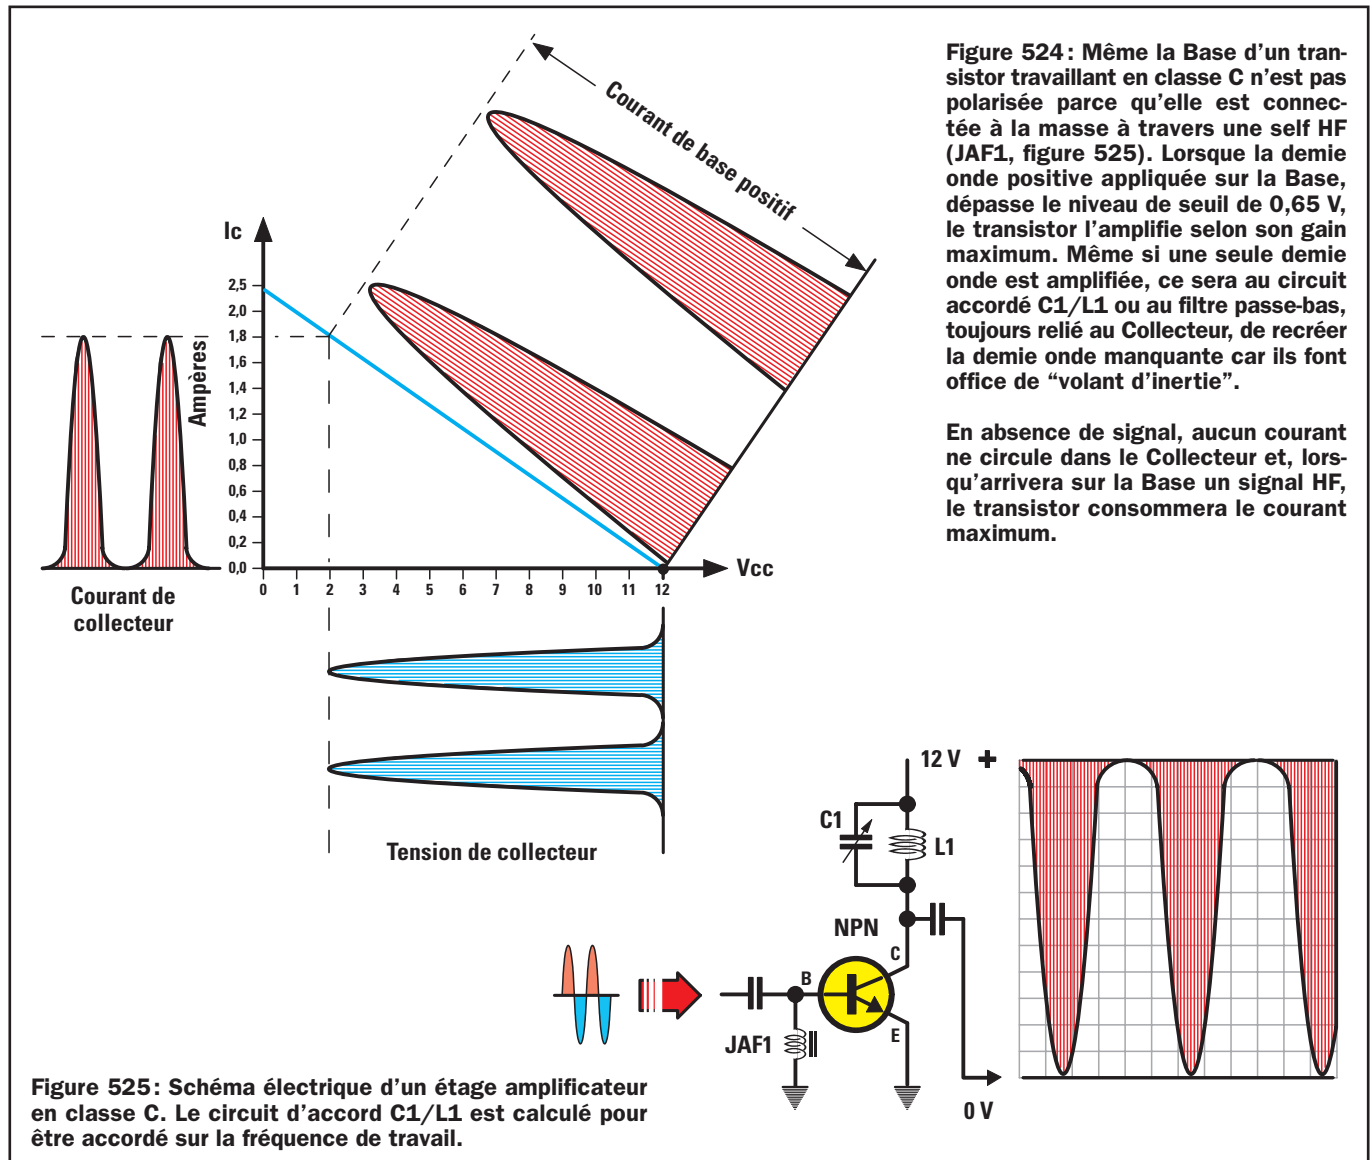 Figure 524 : Même la Base d'un tran-
sistor travaillant en classe C n'est pas
polarisée parce qu'elle est connec-
tée à la masse à travers une self HF
(JAF1, figure 525). Lorsque la demie
onde positive appliquée sur la Base,
dépasse le niveau de seuil de 0,65 V,
le transistor l'amplifie selon son gain
maximum. Même si une seule demie
onde est amplifiée, ce sera au circuit
accordé C1/L1 ou au filtre passe-bas,
toujours relié au Collecteur, de recréer
la demie onde manquante car ils font
office de “volant d'inertie”.
En absence de signal, aucun courant
ne circule dans le Collecteur et, lors-
qu'arrivera sur la Base un signal HF,
le transistor consommera le courant
maximum.
Courant de base positif
Ic
Ampères
2,5
2,0
1,8
1,6
1,4
1,2
1,0
0,8
0,6
0,4
0,2
0,0
0 1 2 3 4 5 6 7 8 9 10 11 12
Vcc
Courant de
collecteur
Tension de collecteur
12 V +
C1
L1
NPN
C
B
E
JAF1
0 V
Figure 525 : Schéma électrique d'un étage amplificateur
en classe C. Le circuit d'accord C1/L1 est calculé pour
être accordé sur la fréquence de travail.